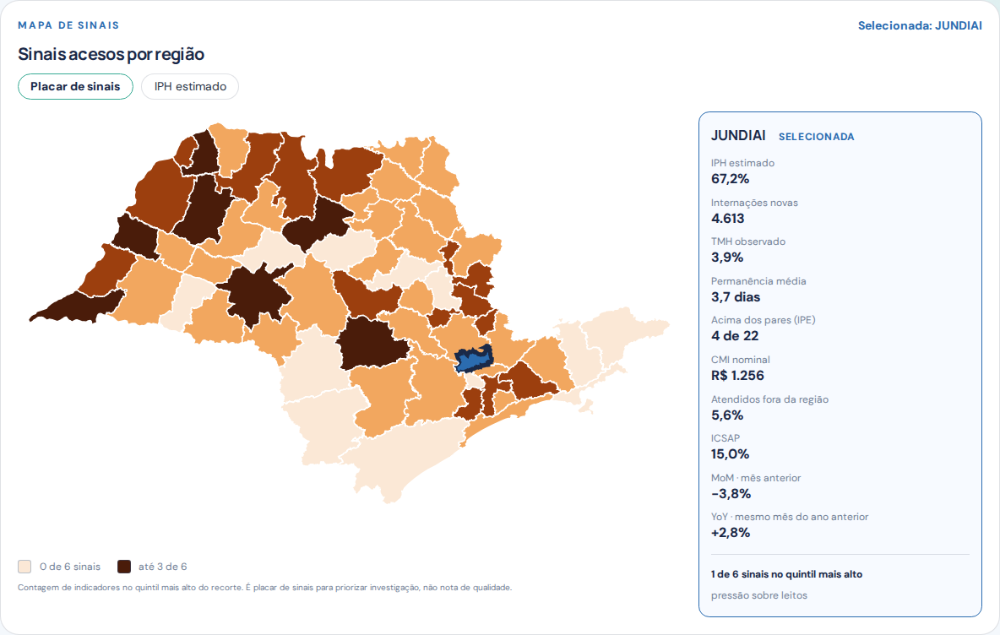 MAPA DE SINAIS
Selecionada: JUNDIAI
Sinais acesos por região
Placar de sinais
IPH estimado
JUNDIAI SELECIONADA
IPH estimado
67,2%
Internações novas
4.613
TMH observado
3,9%
Permanência média
3,7 dias
Acima dos pares (IPE)
4 de 22
CMI nominal
R$ 1.256
Atendidos fora da região
5,6%
ICSAP
15,0%
MoM · mês anterior
−3,8%
YoY · mesmo mês do ano anterior
+2,8%
1 de 6 sinais no quintil mais alto
pressão sobre leitos
0 de 6 sinais
até 3 de 6
Contagem de indicadores no quintil mais alto do recorte. É placar de sinais para priorizar investigação, não nota de qualidade.